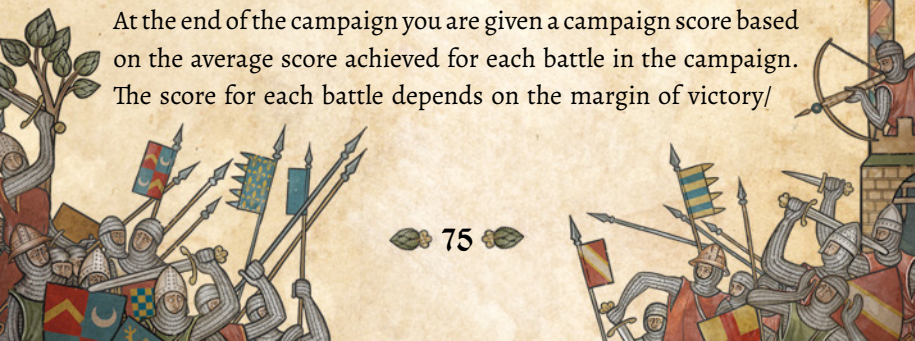 At the end of the campaign you are given a campaign score based
on the average score achieved for each battle in the campaign.
The score for each battle depends on the margin of victory/
75